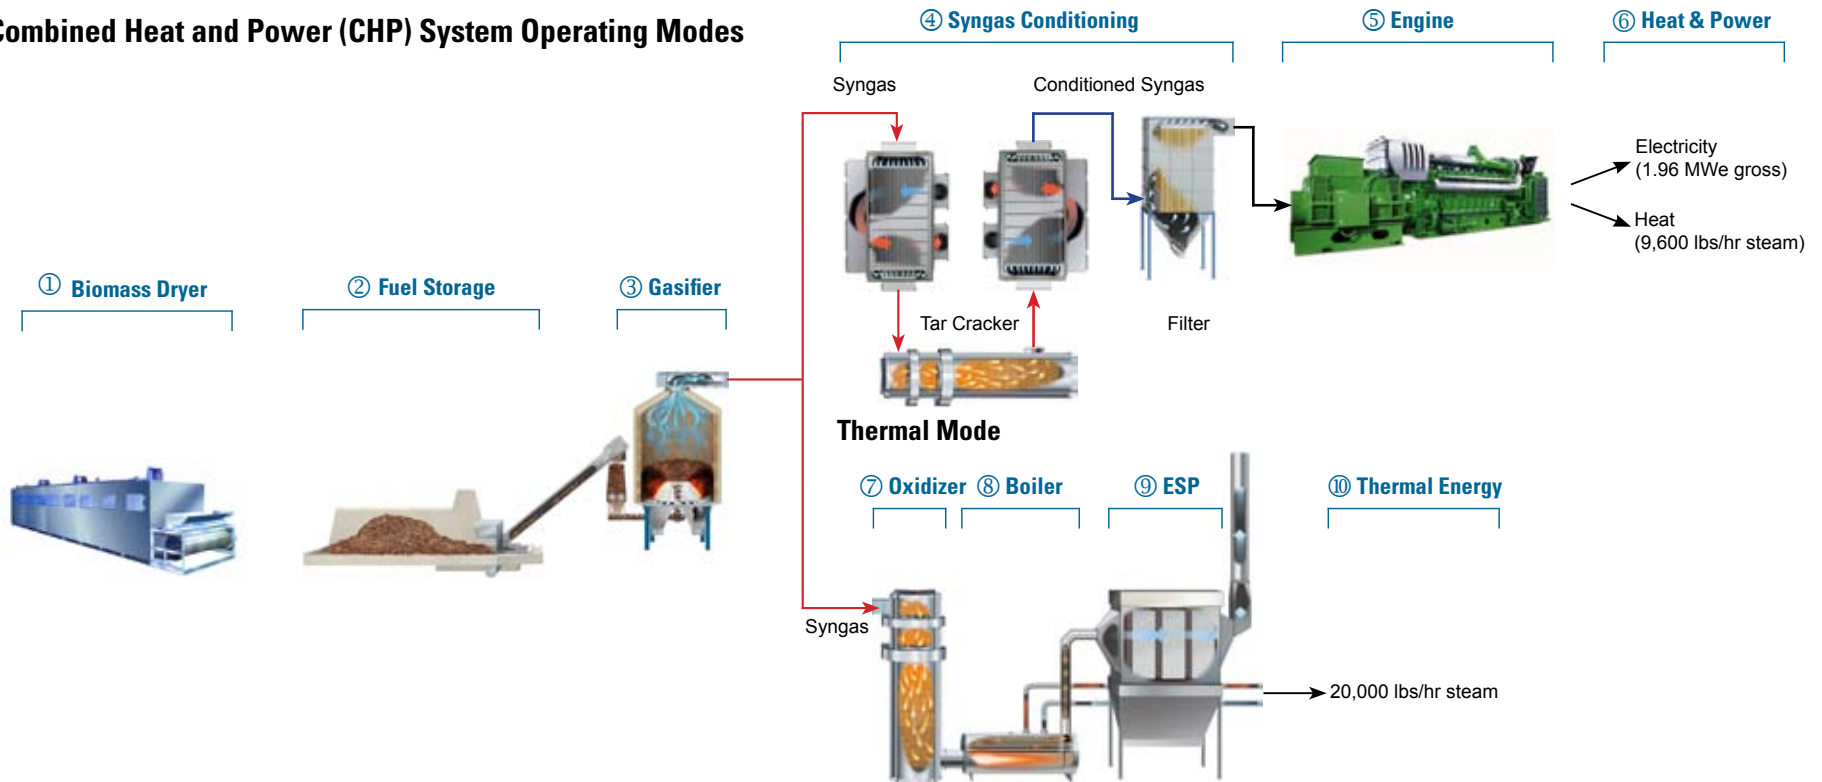 Combined Heat and Power (CHP) System Operating Modes
④ Syngas Conditioning
⑤ Engine
⑥ Heat & Power
Syngas
Conditioned Syngas
Electricity
(1.96 MWe gross)
Heat
(9,600 lbs/hr steam)
① Biomass Dryer
② Fuel Storage
③ Gasifier
Tar Cracker
Filter
Thermal Mode
⑦ Oxidizer
⑧ Boiler
⑨ ESP
⑩ Thermal Energy
Syngas
20,000 lbs/hr steam